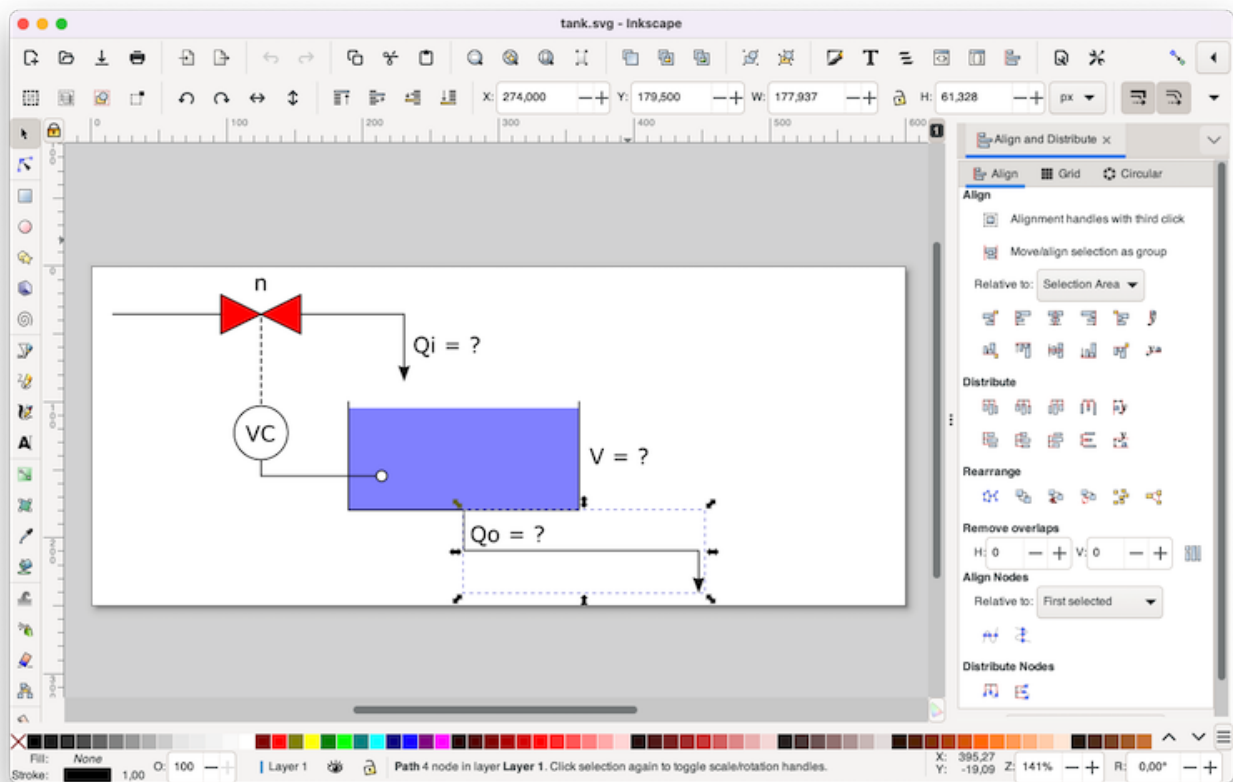 tank.svg - Inkscape
X: 274,000 Y: 179,500 W: 177,937 H: 61,328 px
0 100 200 300 400 500 600
1
Align and Distribute
Align Grid Circular
Align
Alignment handles with third click
Move/align selection as group
Relative to: Selection Area
Distribute
Rearrange
Remove overlaps
H: 0 V: 0
Align Nodes
Relative to: First selected
Distribute Nodes
n
Qi = ?
VC
V = ?
Qo = ?
Fill: None
Stroke: 1,00
O: 100
Layer 1
Path 4 node in layer Layer 1. Click selection again to toggle scale/rotation handles.
X: 395,27
Y: -19,09
Z: 141%
R: 0,00°